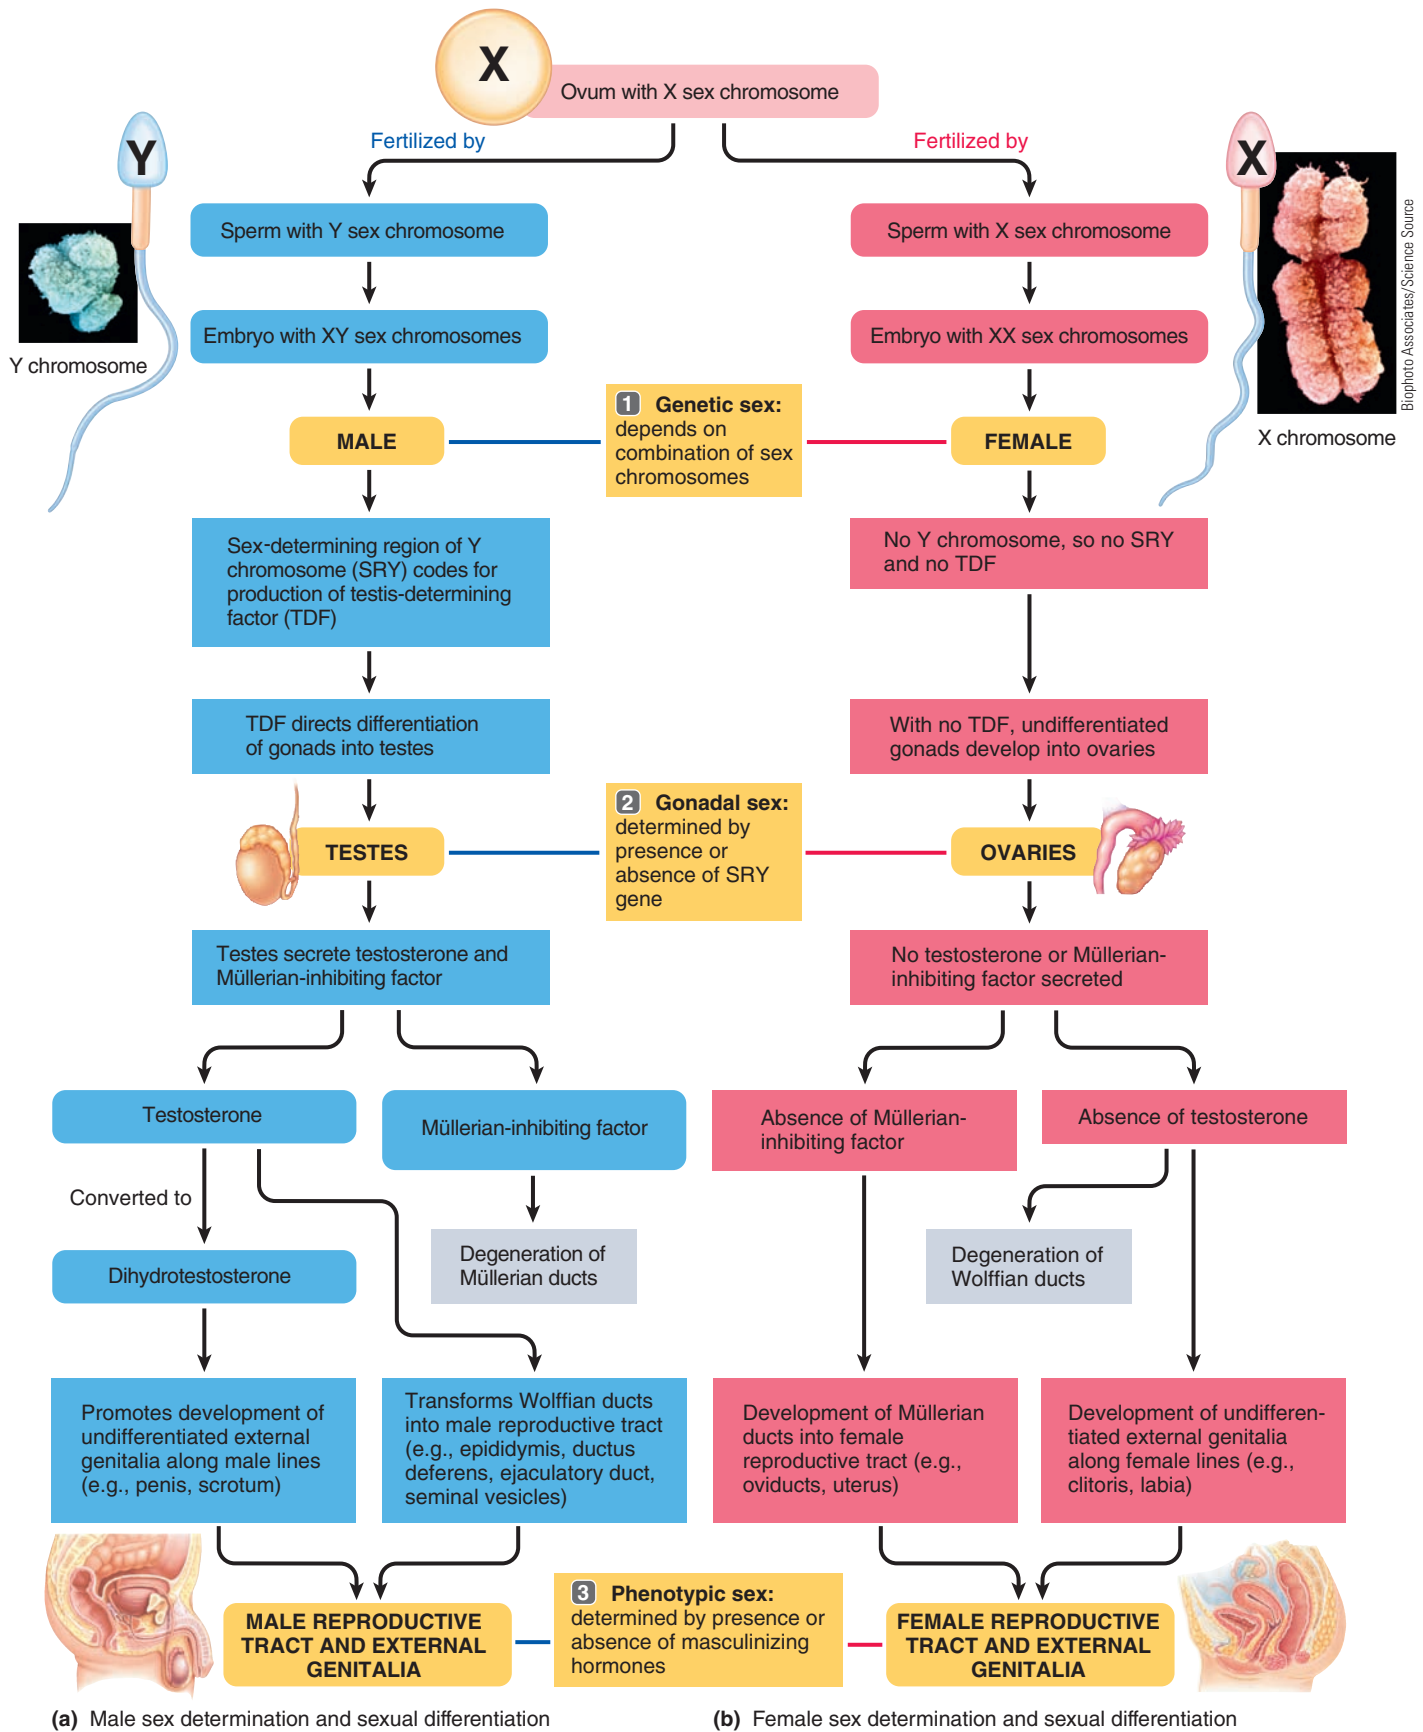 X
Ovum with X sex chromosome
Fertilized by
Fertilized by
Y
X
Sperm with Y sex chromosome
Sperm with X sex chromosome
Biophoto Associates/Science Source
Embryo with XY sex chromosomes
Embryo with XX sex chromosomes
Y chromosome
1 Genetic sex:
depends on
combination of sex
chromosomes
MALE
FEMALE
X chromosome
Sex-determining region of Y
chromosome (SRY) codes for
production of testis-determining
factor (TDF)
No Y chromosome, so no SRY
and no TDF
TDF directs differentiation
of gonads into testes
With no TDF, undifferentiated
gonads develop into ovaries
2 Gonadal sex:
determined by
presence or
absence of SRY
gene
TESTES
OVARIES
Testes secrete testosterone and
Müllerian-inhibiting factor
No testosterone or Müllerian-
inhibiting factor secreted
Testosterone
Müllerian-inhibiting factor
Absence of Müllerian-
inhibiting factor
Absence of testosterone
Converted to
Dihydrotestosterone
Degeneration of
Müllerian ducts
Degeneration of
Wolffian ducts
Promotes development of
undifferentiated external
genitalia along male lines
(e.g., penis, scrotum)
Transforms Wolffian ducts
into male reproductive tract
(e.g., epididymis, ductus
deferens, ejaculatory duct,
seminal vesicles)
Development of Müllerian
ducts into female
reproductive tract (e.g.,
oviducts, uterus)
Development of undifferen-
tiated external genitalia
along female lines (e.g.,
clitoris, labia)
MALE REPRODUCTIVE
TRACT AND EXTERNAL
GENITALIA
3 Phenotypic sex:
determined by presence or
absence of masculinizing
hormones
FEMALE REPRODUCTIVE
TRACT AND EXTERNAL
GENITALIA
(a) Male sex determination and sexual differentiation
(b) Female sex determination and sexual differentiation